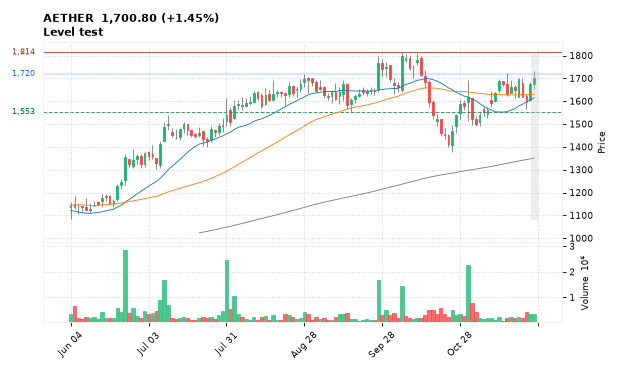 AETHER 1,700.80 (+1.45%)
Level test
1,814
1,720
1,553
1800
1700
1600
1500
1400
1300
1200
1100
1000
Price
3
2
1
Volume 10⁶
Jun 04
Jul 03
Jul 31
Aug 28
Sep 28
Oct 28